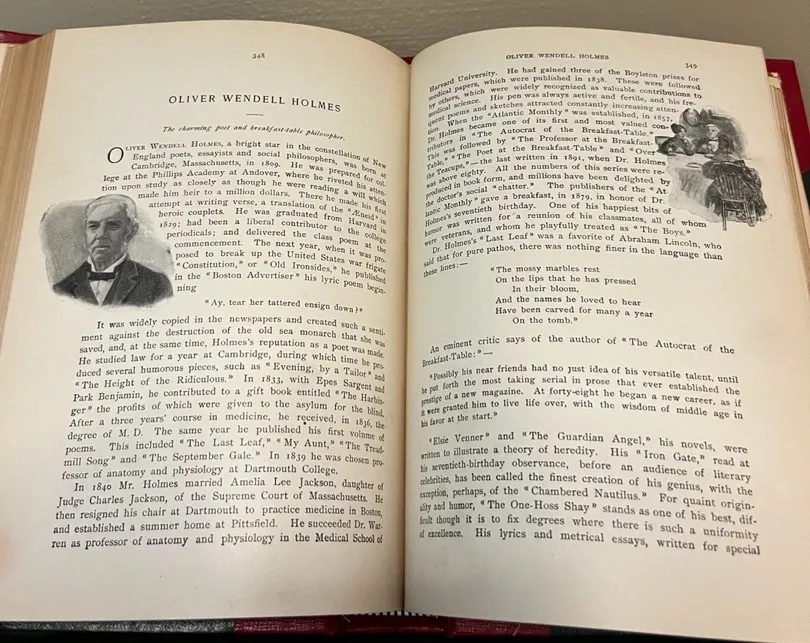 348
OLIVER WENDELL HOLMES
The charming poet and breakfast-table philosopher.
OLIVER WENDELL HOLMES, a bright star in the constellation of New
England poets, essayists and social philosophers, was born at
Cambridge, Massachusetts, in 1809. He was prepared for col-
lege at the Phillips Academy at Andover, where he riveted his atten-
tion upon study as closely as though he were reading a will which
made him heir to a million dollars. There he made his first
attempt at writing verse, a translation of the "Æneid" in
heroic couplets. He was graduated from Harvard in
1829; had been a liberal contributor to the college
periodicals; and delivered the class poem at the
commencement. The next year, when it was pro-
posed to break up the United States war frigate
"Constitution," or "Old Ironsides," he published
in the "Boston Advertiser" his lyric poem begin-
ning
"Ay, tear her tattered ensign down?"
It was widely copied in the newspapers and created such a senti-
ment against the destruction of the old sea monarch that she was
saved, and, at the same time, Holmes's reputation as a poet was made.
He studied law for a year at Cambridge, during which time he pro-
duced several humorous pieces, such as "Evening, by a Tailor" and
"The Height of the Ridiculous." In 1833, with Epes Sargent and
Park Benjamin, he contributed to a gift book entitled "The Harbin-
ger" the profits of which were given to the asylum for the blind.
After a three years' course in medicine, he received, in 1836, the
degree of M. D. The same year he published his first volume of
poems. This included "The Last Leaf," "My Aunt," "The Tread-
mill Song" and "The September Gale." In 1839 he was chosen pro-
fessor of anatomy and physiology at Dartmouth College.
In 1840 Mr. Holmes married Amelia Lee Jackson, daughter of
Judge Charles Jackson, of the Supreme Court of Massachusetts. He
then resigned his chair at Dartmouth to practice medicine in Boston,
and established a summer home at Pittsfield. He succeeded Dr. War-
ren as professor of anatomy and physiology in the Medical School of
OLIVER WENDELL HOLMES
349
Harvard University. He had gained three of the Boylston prizes for
medical papers, which were published in 1838. These were followed
by others, which were widely recognized as valuable contributions to
medical science. His pen was always active and fertile, and his fre-
quent poems and sketches attracted constantly increasing atten-
tion. When the "Atlantic Monthly" was established, in 1857,
Dr. Holmes became one of its first and most valued con-
tributors in "The Autocrat of the Breakfast-Table."
This was followed by "The Professor at the Breakfast-
Table," "The Poet at the Breakfast-Table" and "Over
the Teacups,"—the last written in 1891, when Dr. Holmes
was above eighty. All the numbers of this series were re-
produced in book form, and millions have been delighted by
the doctor's social "chatter." The publishers of the "At-
lantic Monthly" gave a breakfast, in 1879, in honor of Dr.
Holmes's seventieth birthday. One of his happiest bits of
humor was written for a reunion of his classmates, all of whom
were veterans, and whom he playfully treated as "The Boys."
Dr. Holmes's "Last Leaf" was a favorite of Abraham Lincoln, who
said that for pure pathos, there was nothing finer in the language than
these lines:—
"The mossy marbles rest
On the lips that he has pressed
In their bloom,
And the names he loved to hear
Have been carved for many a year
On the tomb."
An eminent critic says of the author of "The Autocrat of the
Breakfast-Table:"—
"Possibly his near friends had no just idea of his versatile talent, until
he put forth the most taking serial in prose that ever established the
prestige of a new magazine. At forty-eight he began a new career, as if
it were granted him to live life over, with the wisdom of middle age in
his favor at the start."
"Elsie Venner" and "The Guardian Angel," his novels, were
written to illustrate a theory of heredity. His "Iron Gate," read at
his seventieth-birthday observance, before an audience of literary
celebrities, has been called the finest creation of his genius, with the
exception, perhaps, of the "Chambered Nautilus." For quaint origin-
ality and humor, "The One-Hoss Shay" stands as one of his best, dif-
ficult though it is to fix degrees where there is such a uniformity
of excellence. His lyrics and metrical essays, written for special